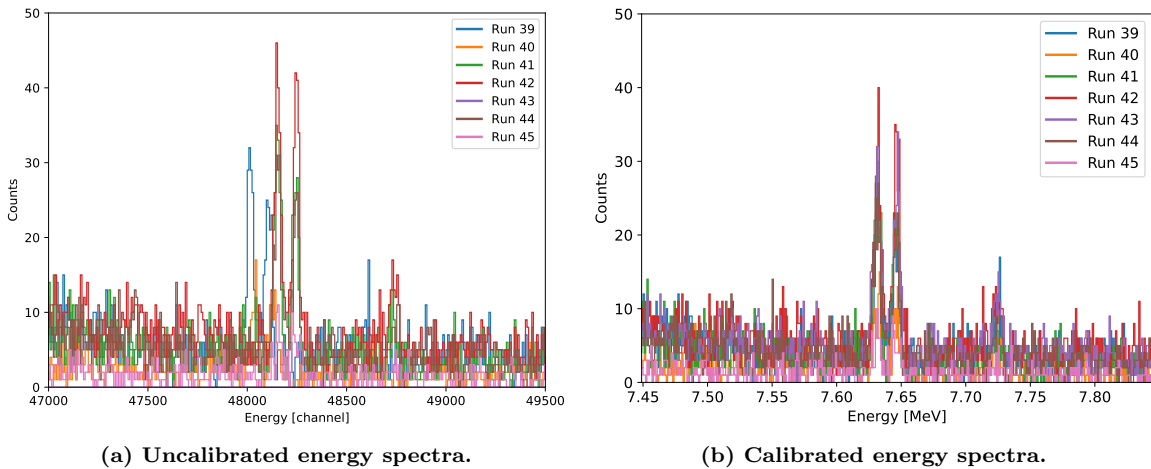 50
40
30
20
10
0
Counts
47000 47500 48000 48500 49000 49500
Energy [channel]
Run 39
Run 40
Run 41
Run 42
Run 43
Run 44
Run 45
(a) Uncalibrated energy spectra.
50
40
30
20
10
0
Counts
7.45 7.50 7.55 7.60 7.65 7.70 7.75 7.80
Energy [MeV]
Run 39
Run 40
Run 41
Run 42
Run 43
Run 44
Run 45
(b) Calibrated energy spectra.